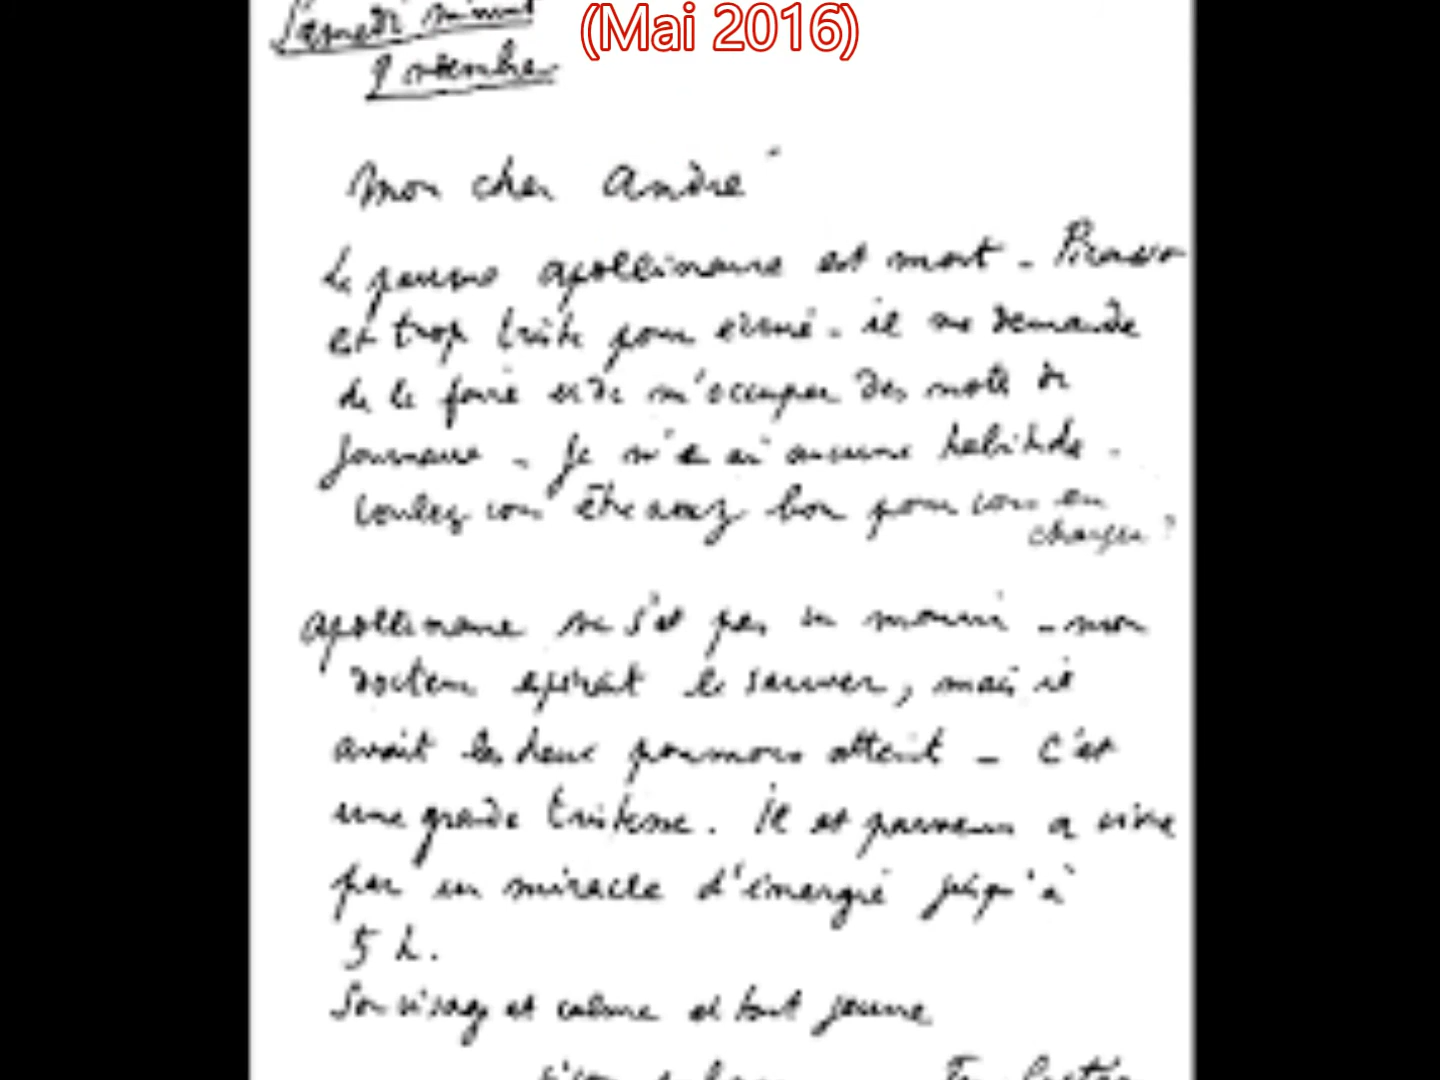 Samedi minuit
(Mai 2016)
9 novembre
Mon cher André
Le pauvre apollinaire est mort - Picasso
est trop triste pour écrire - il me demande
de le faire et de m'occuper des notes de
journaux - Je n'en ai aucune habitude -
voulez vous être assez bon pour vous en
charger?
apollinaire ne s'est pas vu mourir - mon
docteur espérait le sauver, mais il
avait les deux poumons atteint - C'est
une grande tristesse. Il est parvenu a vivre
par un miracle d'énergie jusqu'à
5 h.
Son visage est calme et tout jeune